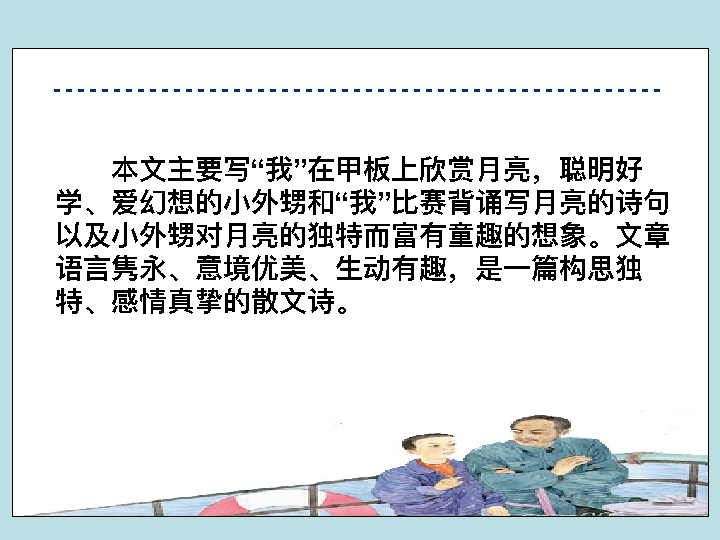 本文主要写“我”在甲板上欣赏月亮，聪明好
学、爱幻想的小外甥和“我”比赛背诵写月亮的诗句
以及小外甥对月亮的独特而富有童趣的想象。文章
语言隽永、意境优美、生动有趣，是一篇构思独
特、感情真挚的散文诗。